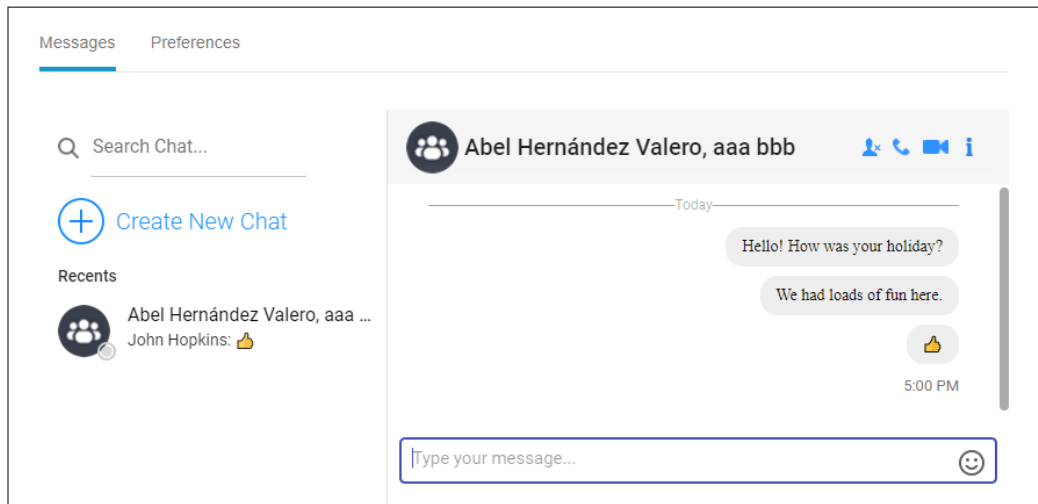 Messages Preferences
Search Chat...
Create New Chat
Recents
Abel Hernández Valero, aaa ...
John Hopkins: 👍
Abel Hernández Valero, aaa bbb
Today
Hello! How was your holiday?
We had loads of fun here.
👍
5:00 PM
Type your message...